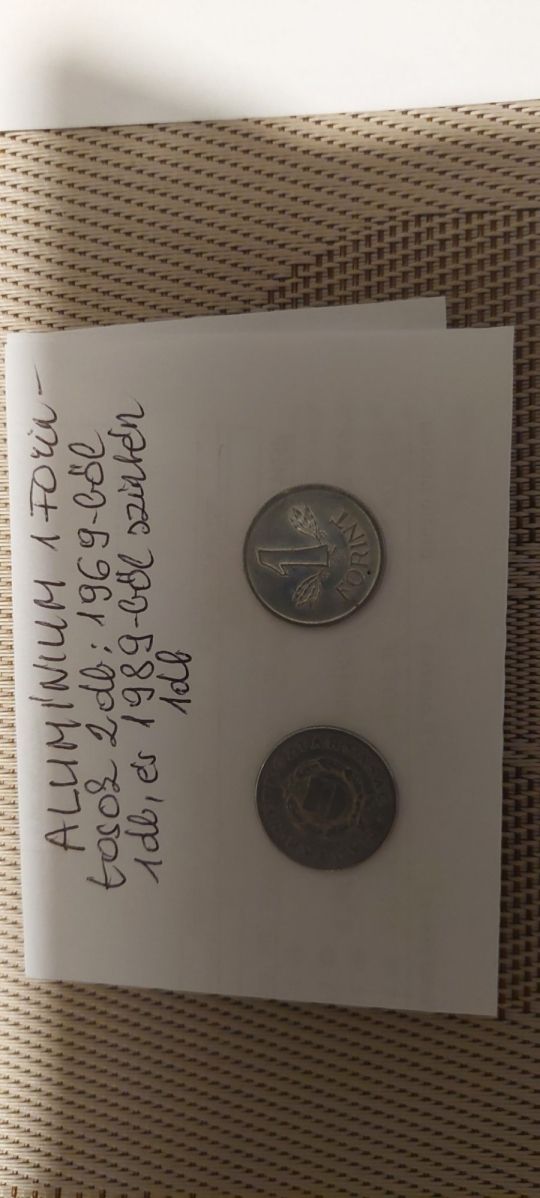 ALUMÍNIUM 1 FORIN-
tosok 2db: 1969-ből
1db, és 1989-ből szintén
1db
1
FORINT